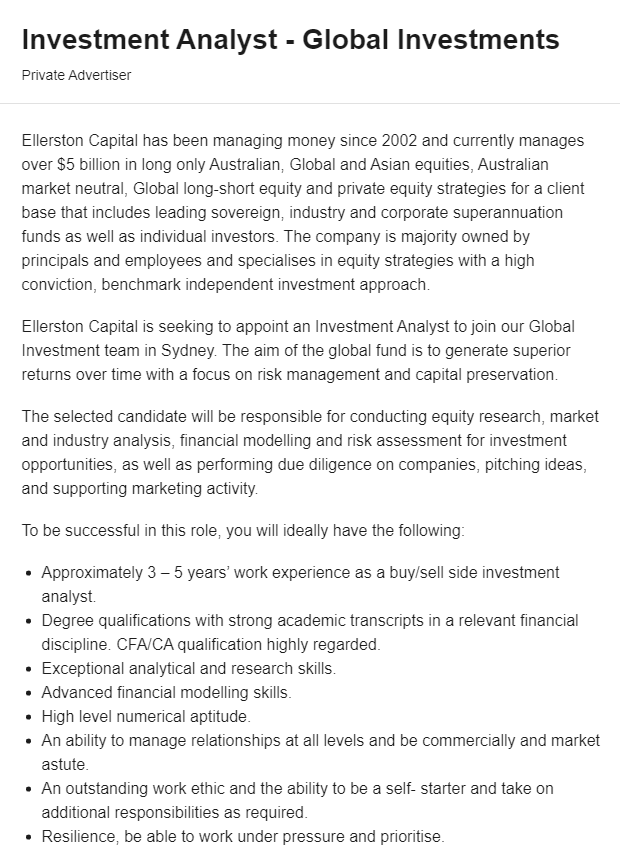 Investment Analyst - Global Investments
Private Advertiser
Ellerston Capital has been managing money since 2002 and currently manages
over $5 billion in long only Australian, Global and Asian equities, Australian
market neutral, Global long-short equity and private equity strategies for a client
base that includes leading sovereign, industry and corporate superannuation
funds as well as individual investors. The company is majority owned by
principals and employees and specialises in equity strategies with a high
conviction, benchmark independent investment approach.
Ellerston Capital is seeking to appoint an Investment Analyst to join our Global
Investment team in Sydney. The aim of the global fund is to generate superior
returns over time with a focus on risk management and capital preservation.
The selected candidate will be responsible for conducting equity research, market
and industry analysis, financial modelling and risk assessment for investment
opportunities, as well as performing due diligence on companies, pitching ideas,
and supporting marketing activity.
To be successful in this role, you will ideally have the following:
• Approximately 3 – 5 years' work experience as a buy/sell side investment
analyst.
• Degree qualifications with strong academic transcripts in a relevant financial
discipline. CFA/CA qualification highly regarded.
• Exceptional analytical and research skills.
• Advanced financial modelling skills.
• High level numerical aptitude.
• An ability to manage relationships at all levels and be commercially and market
astute.
• An outstanding work ethic and the ability to be a self- starter and take on
additional responsibilities as required.
• Resilience, be able to work under pressure and prioritise.